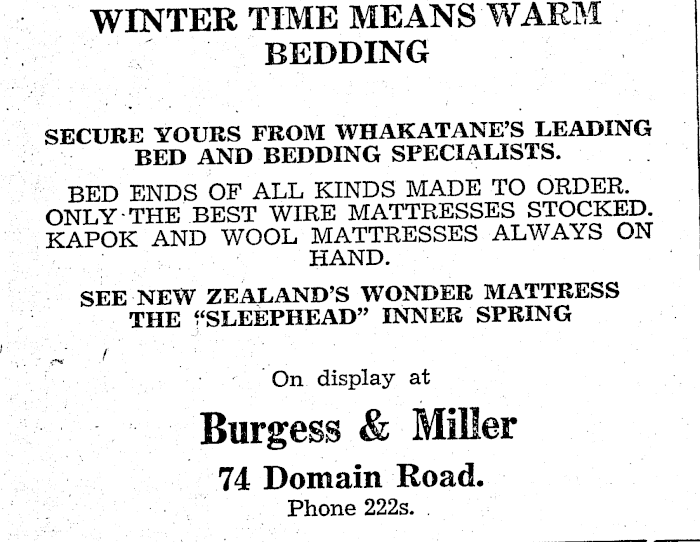 WINTER TIME MEANS WARM
BEDDING
SECURE YOURS FROM WHAKATANE'S LEADING
BED AND BEDDING SPECIALISTS.
BED ENDS OF ALL KINDS MADE TO ORDER.
ONLY THE BEST WIRE MATTRESSES STOCKED.
KAPOK AND WOOL MATTRESSES ALWAYS ON
HAND.
SEE NEW ZEALAND'S WONDER MATTRESS
THE "SLEEPHEAD" INNER SPRING
On display at
Burgess & Miller
74 Domain Road.
Phone 222s.